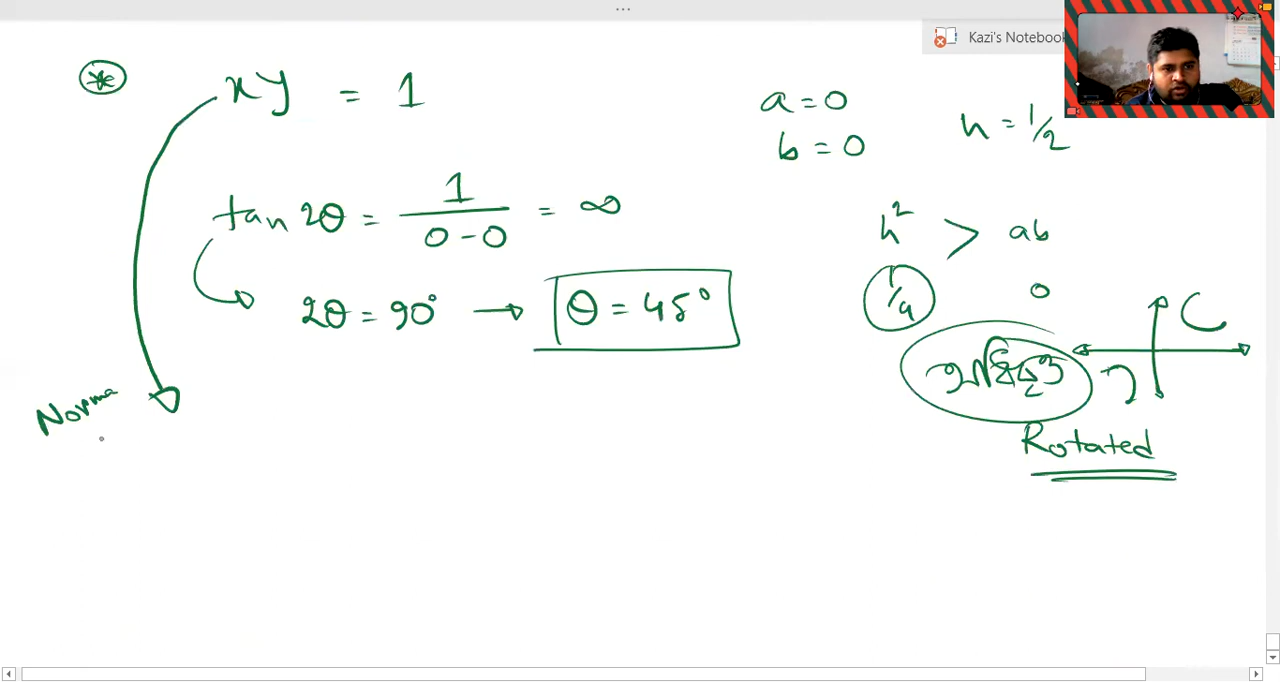 Kazi's Notebook
xy = 1
a = 0
b = 0
h = 1/2
tan 2θ = 1/(0-0) = ∞
h² > ab
1/4 0
2θ = 90° → θ = 45°
অধিবৃত্ত
Norma
Rotated